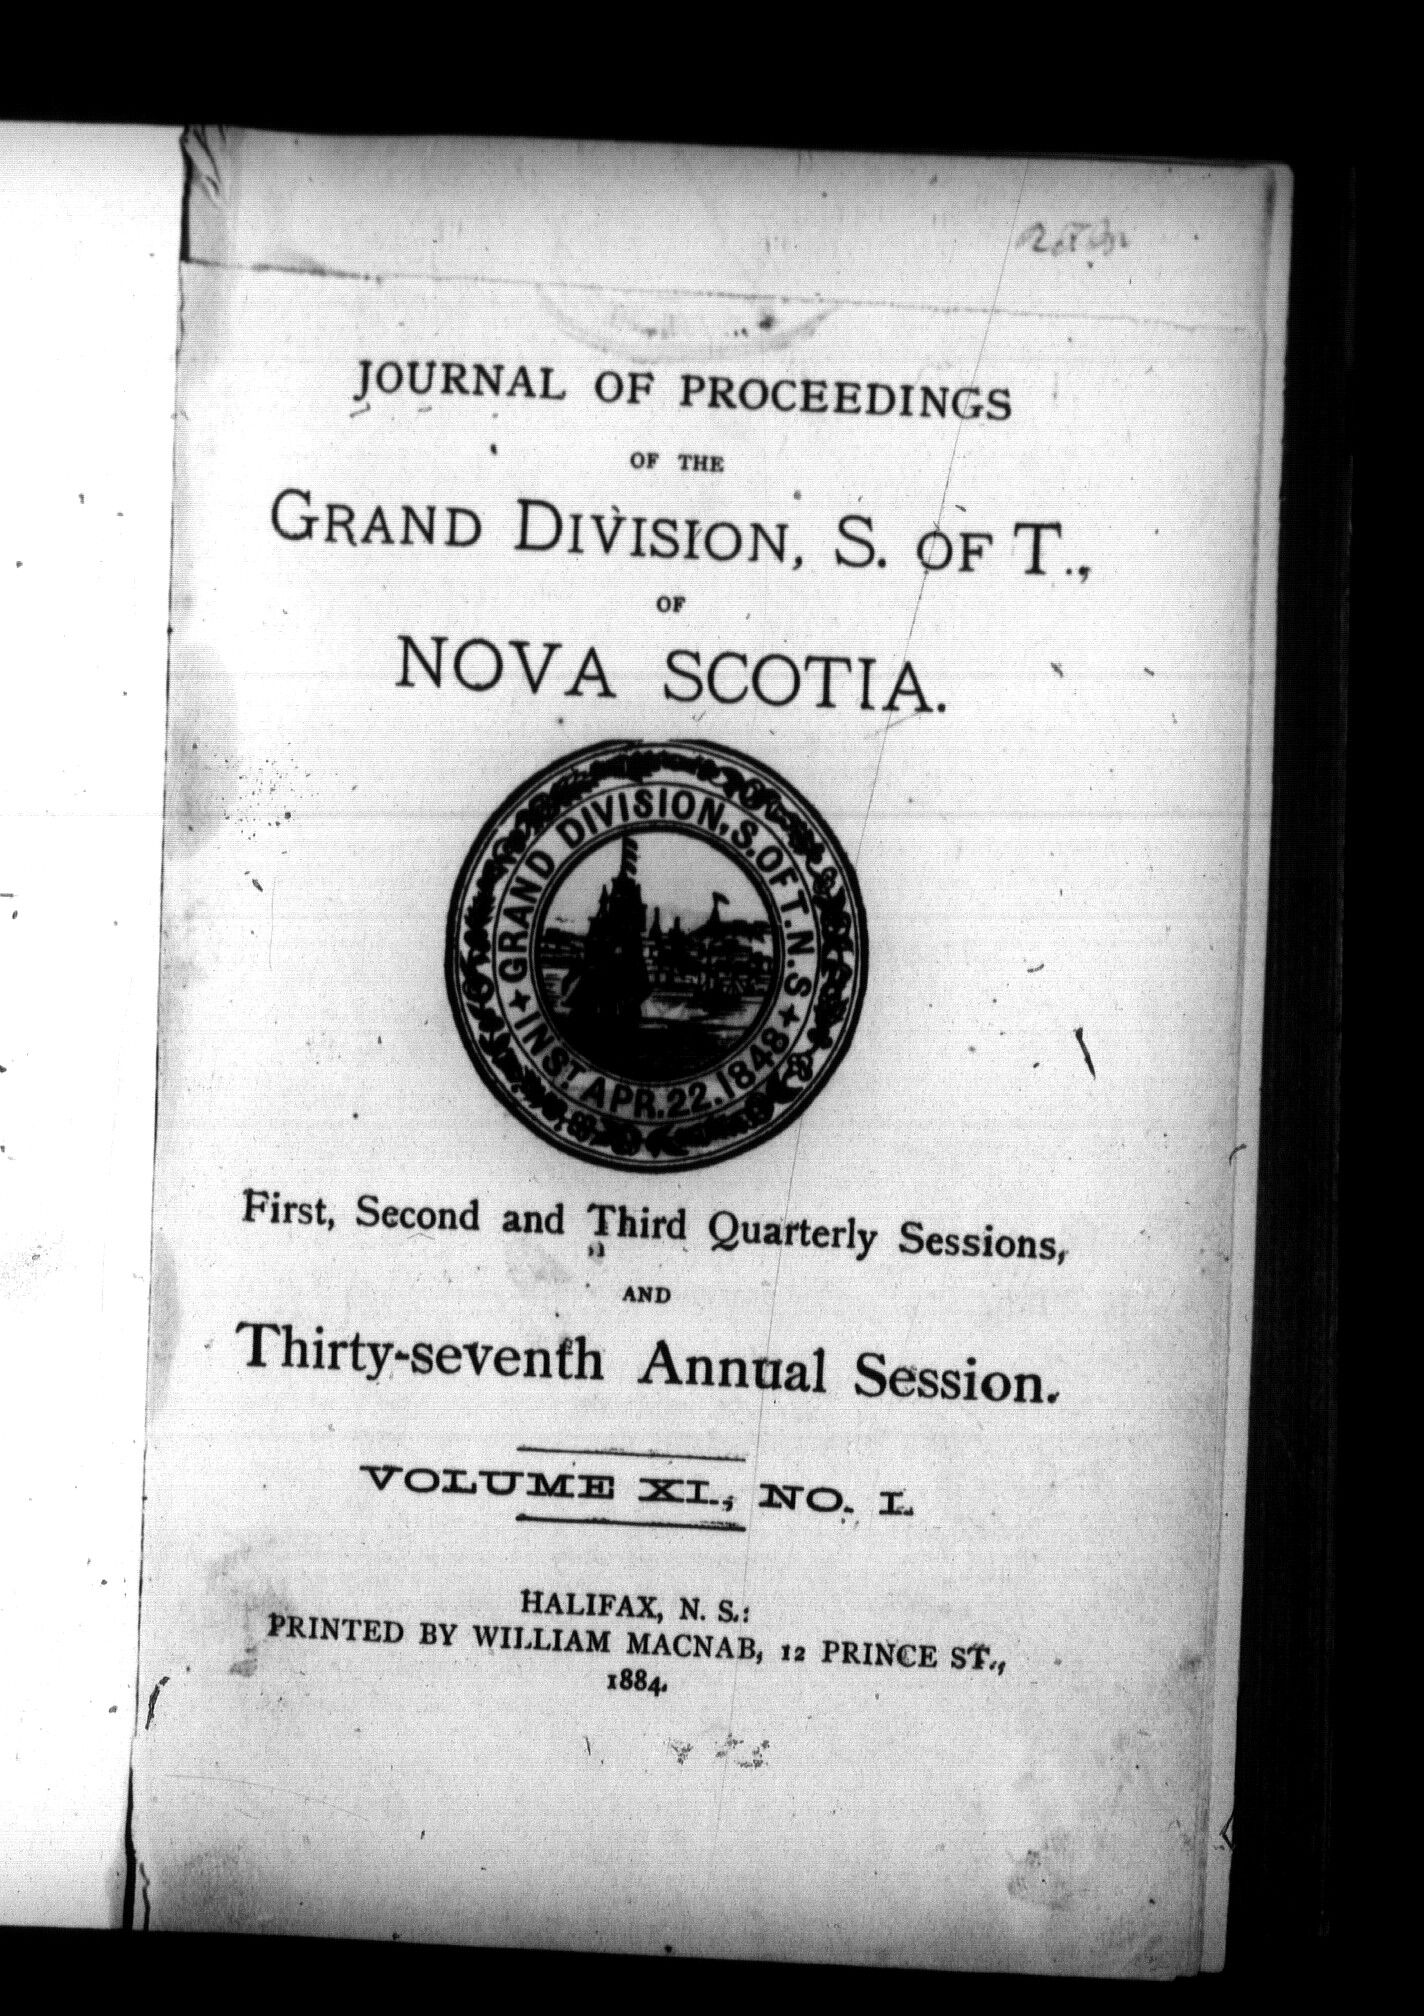 JOURNAL OF PROCEEDINGS
OF THE
GRAND DIVISION, S. OF T.,
OF
NOVA SCOTIA.
GRAND DIVISION, S. OF T. N. S
INST. APR. 22. 1848
First, Second and Third Quarterly Sessions,
AND
Thirty-seventh Annual Session.
VOLUME XI., NO. I.
HALIFAX, N. S.:
PRINTED BY WILLIAM MACNAB, 12 PRINCE ST.,
1884.